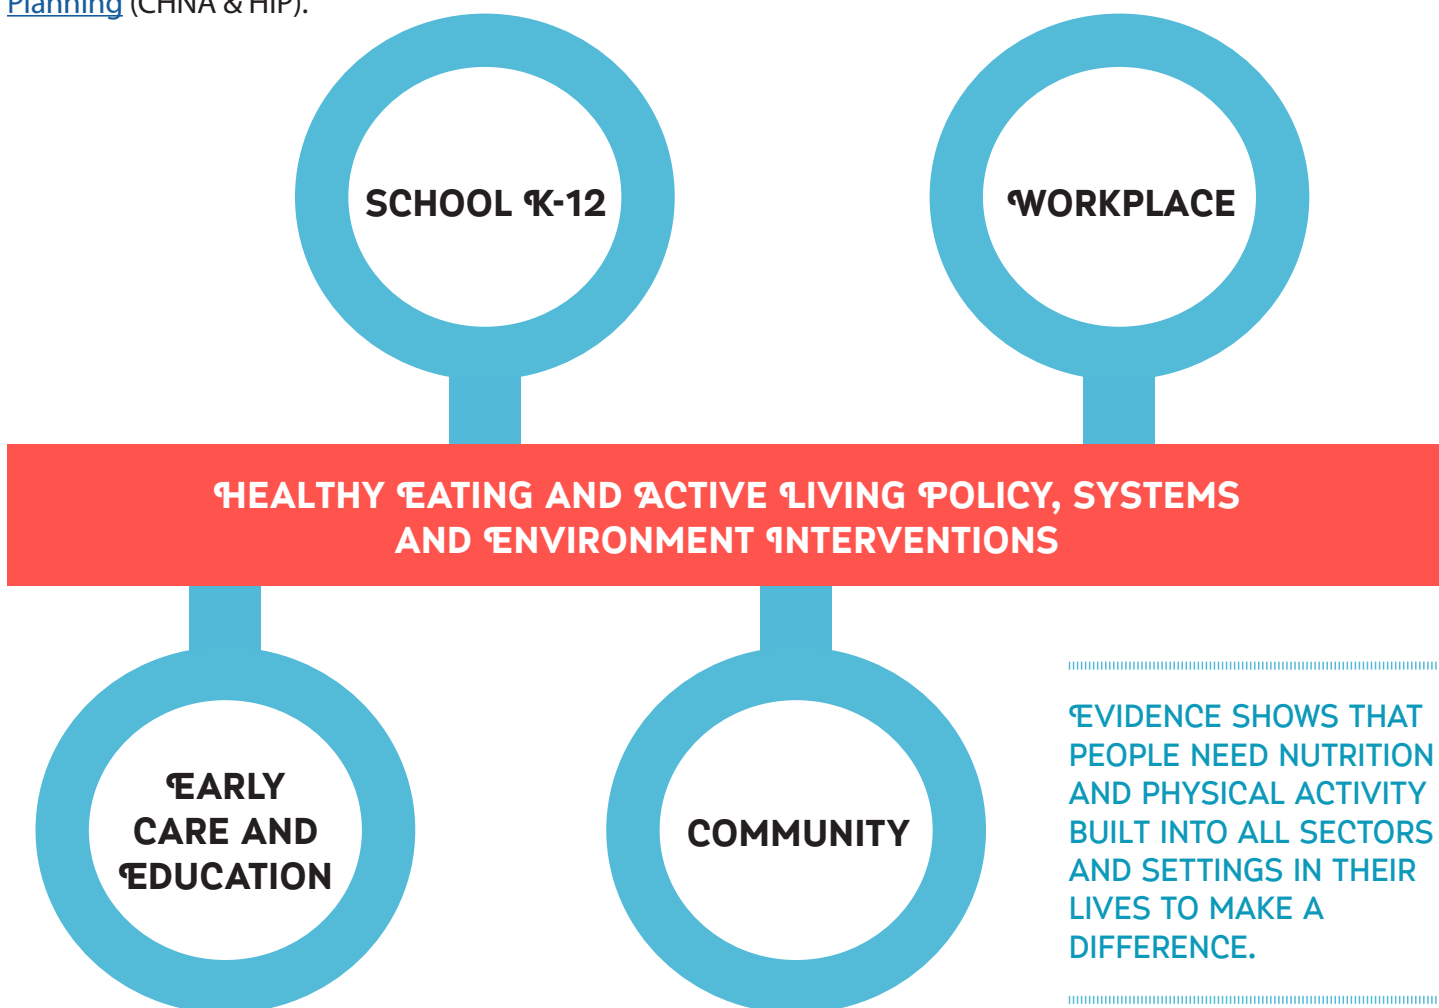 Planning (CHNA & HIP).
SCHOOL K-12
WORKPLACE
HEALTHY EATING AND ACTIVE LIVING POLICY, SYSTEMS
AND ENVIRONMENT INTERVENTIONS
EARLY
CARE AND
EDUCATION
COMMUNITY
EVIDENCE SHOWS THAT
PEOPLE NEED NUTRITION
AND PHYSICAL ACTIVITY
BUILT INTO ALL SECTORS
AND SETTINGS IN THEIR
LIVES TO MAKE A
DIFFERENCE.